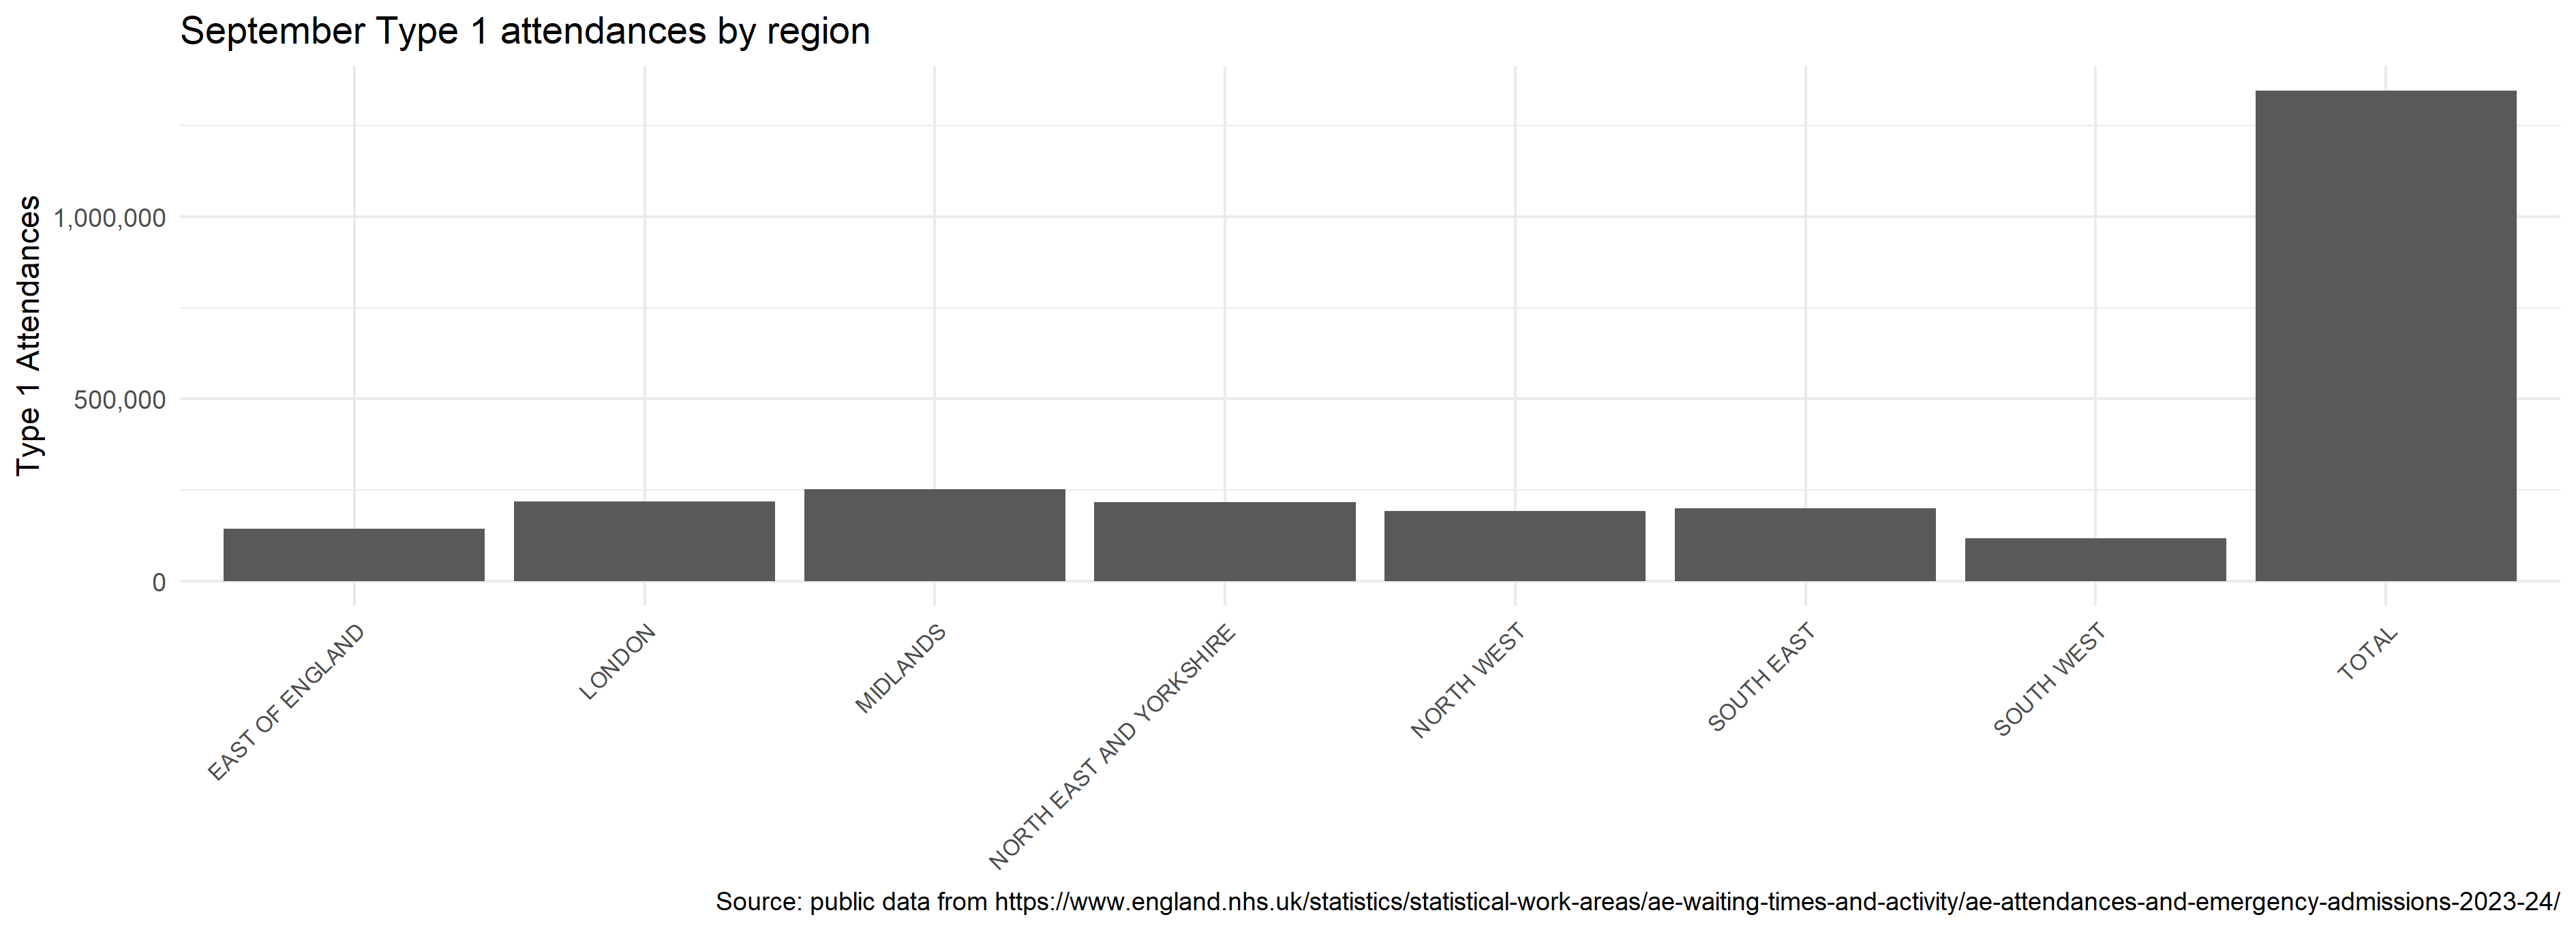 September Type 1 attendances by region
Type 1 Attendances
1,000,000
500,000
0
EAST OF ENGLAND
LONDON
MIDLANDS
NORTH EAST AND YORKSHIRE
NORTH WEST
SOUTH EAST
SOUTH WEST
TOTAL
Source: public data from https://www.england.nhs.uk/statistics/statistical-work-areas/ae-waiting-times-and-activity/ae-attendances-and-emergency-admissions-2023-24/